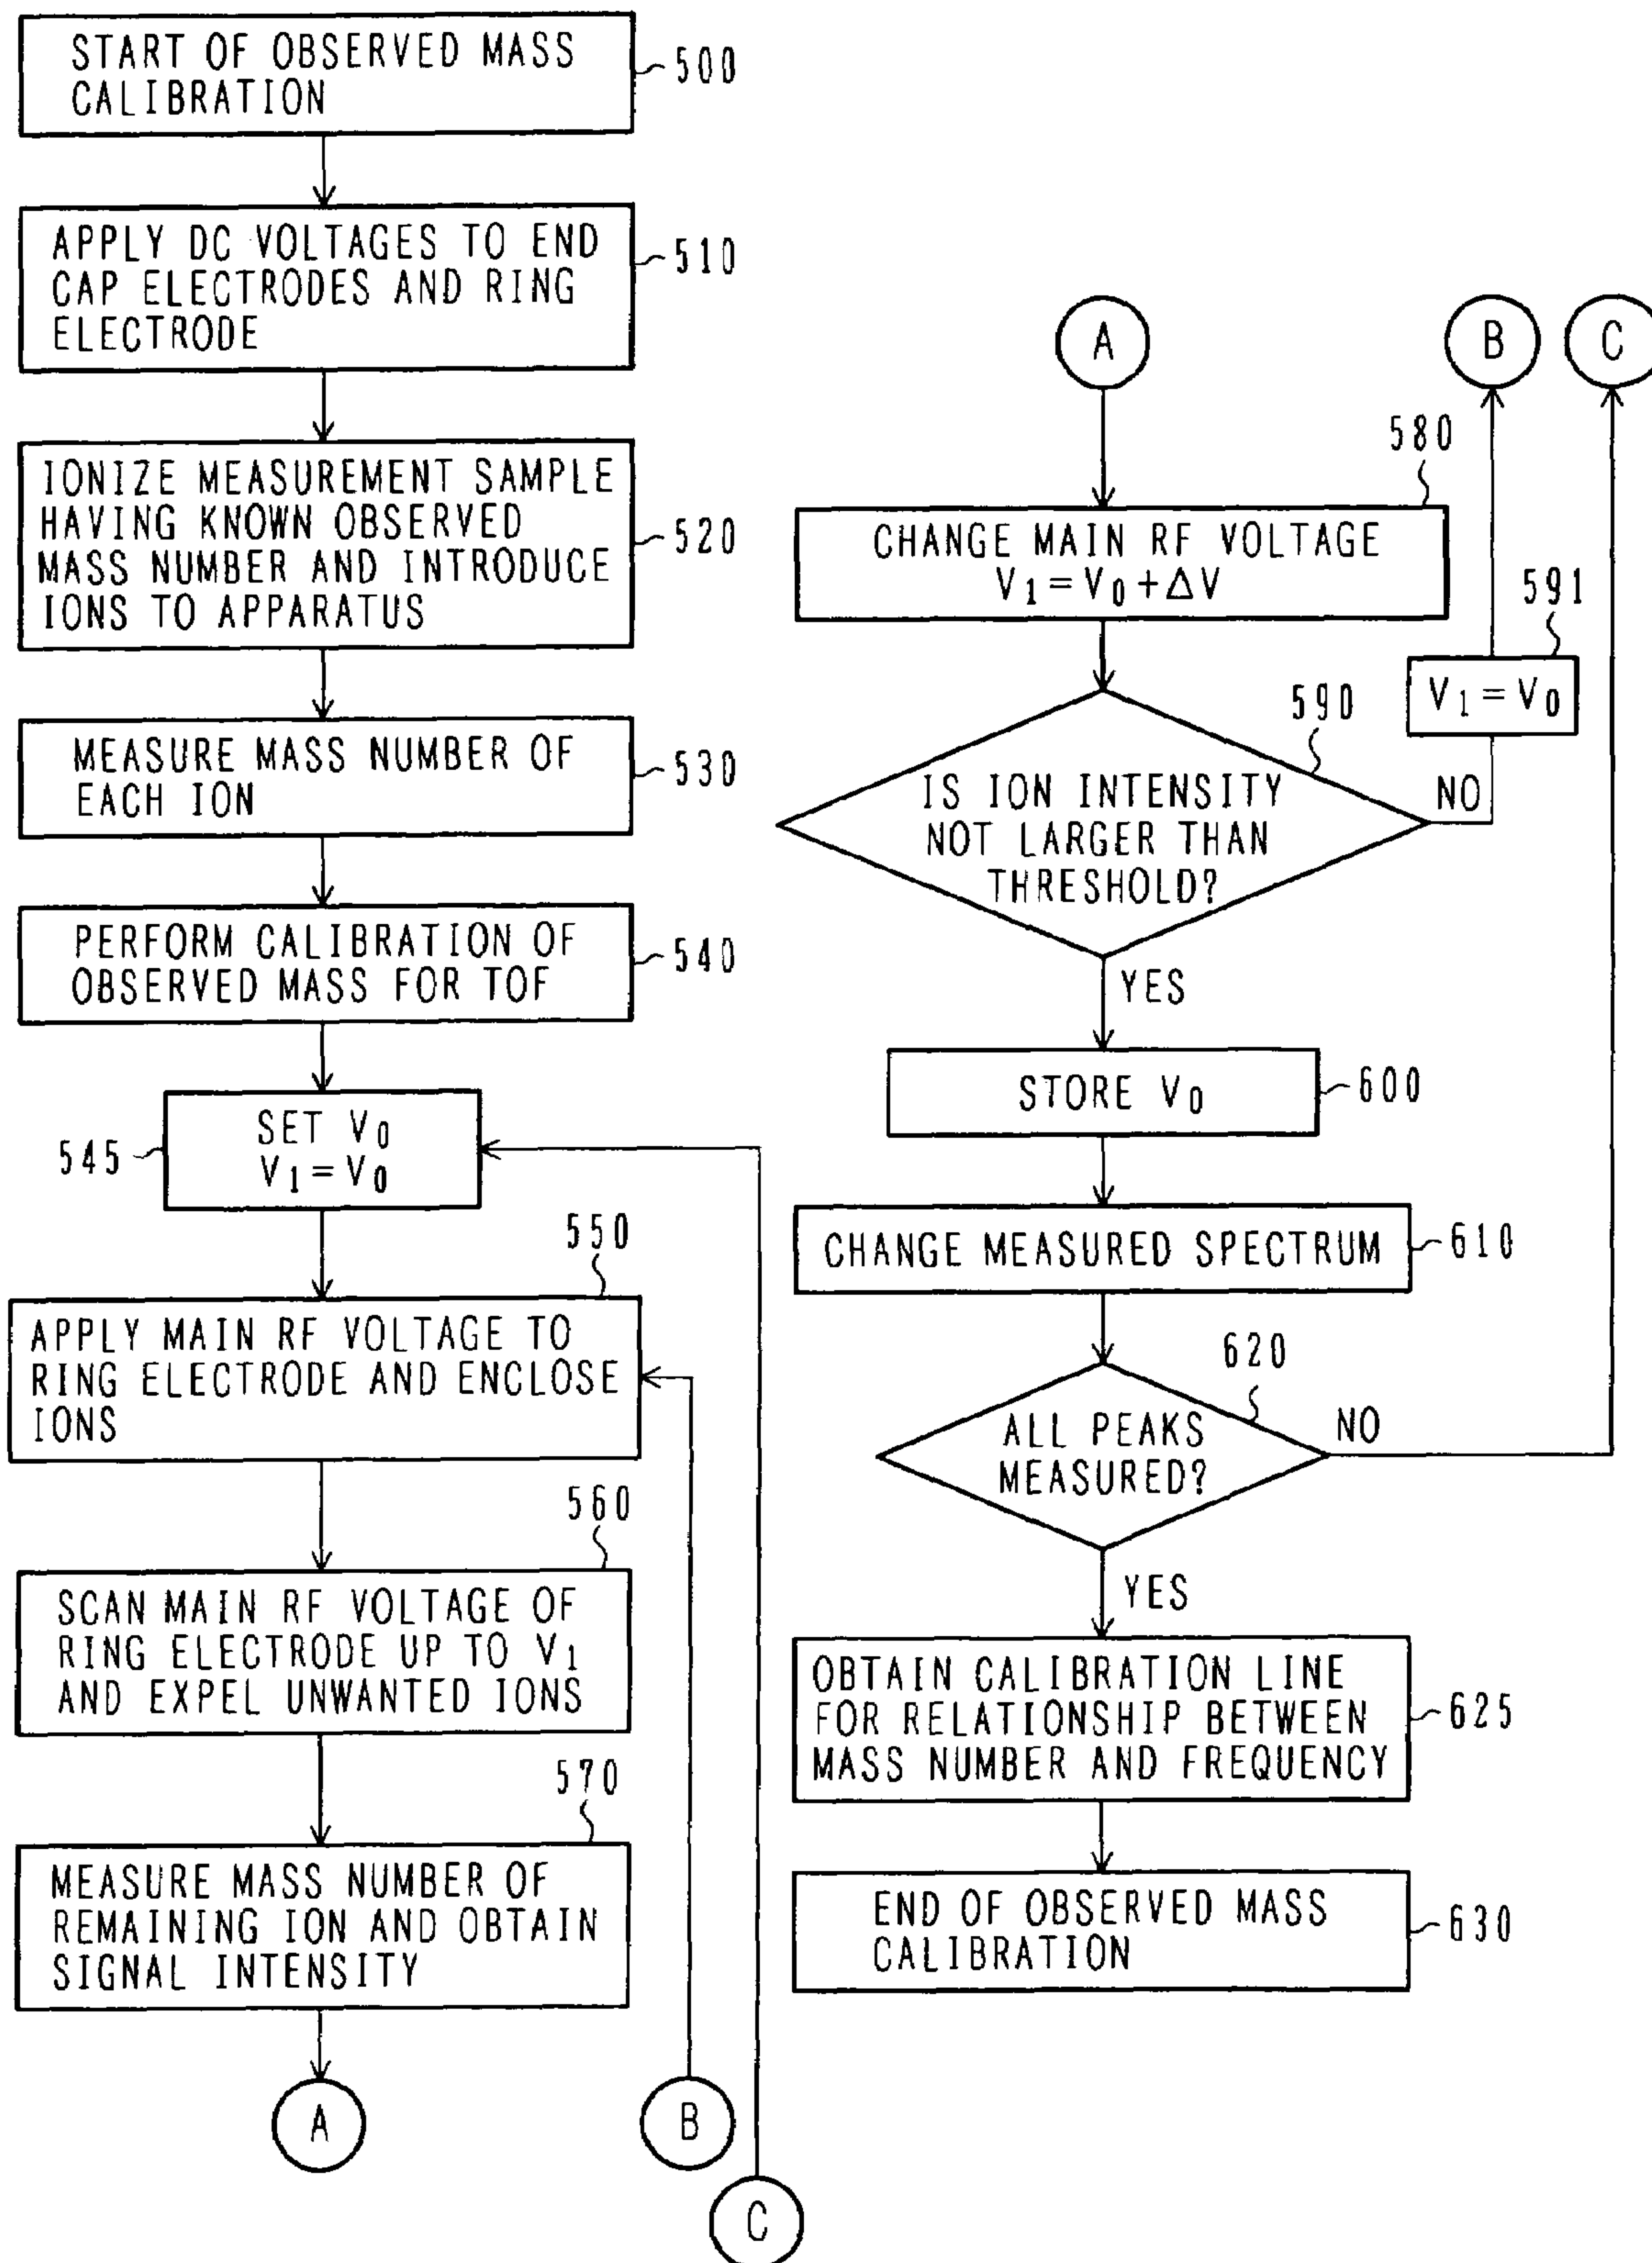 START OF OBSERVED MASS
CALIBRATION
500
APPLY DC VOLTAGES TO END
CAP ELECTRODES AND RING
ELECTRODE
510
IONIZE MEASUREMENT SAMPLE
HAVING KNOWN OBSERVED
MASS NUMBER AND INTRODUCE
IONS TO APPARATUS
520
MEASURE MASS NUMBER OF
EACH ION
530
PERFORM CALIBRATION OF
OBSERVED MASS FOR TOF
540
SET V0
V1=V0
545
550
APPLY MAIN RF VOLTAGE TO
RING ELECTRODE AND ENCLOSE
IONS
560
SCAN MAIN RF VOLTAGE OF
RING ELECTRODE UP TO V1
AND EXPEL UNWANTED IONS
570
MEASURE MASS NUMBER OF
REMAINING ION AND OBTAIN
SIGNAL INTENSITY
A
B
C
A
B
C
580
CHANGE MAIN RF VOLTAGE
V1=V0+ΔV
591
V1=V0
590
IS ION INTENSITY
NOT LARGER THAN
THRESHOLD?
NO
YES
STORE V0
600
CHANGE MEASURED SPECTRUM
610
620
ALL PEAKS
MEASURED?
NO
YES
OBTAIN CALIBRATION LINE
FOR RELATIONSHIP BETWEEN
MASS NUMBER AND FREQUENCY
625
END OF OBSERVED MASS
CALIBRATION
630